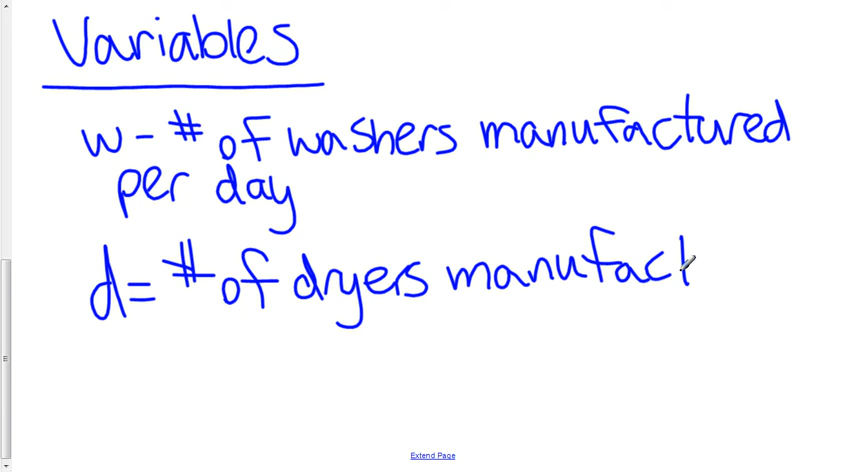 Variables
w - # of washers manufactured
per day
d = # of dryers manufact
Extend Page